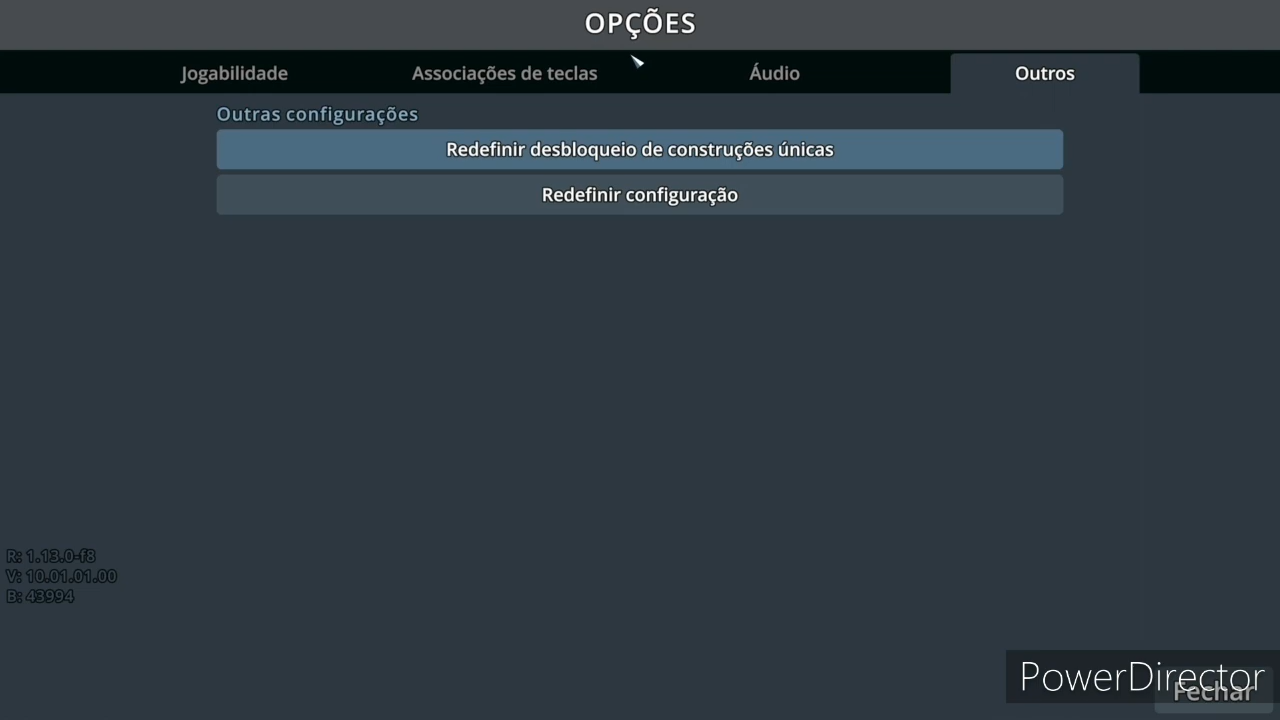 OPÇÕES
Jogabilidade
Associações de teclas
Áudio
Outros
Outras configurações
Redefinir desbloqueio de construções únicas
Redefinir configuração
R: 1.13.0-f8
V: 10.01.01.00
B: 43994
PowerDirector
Fechar